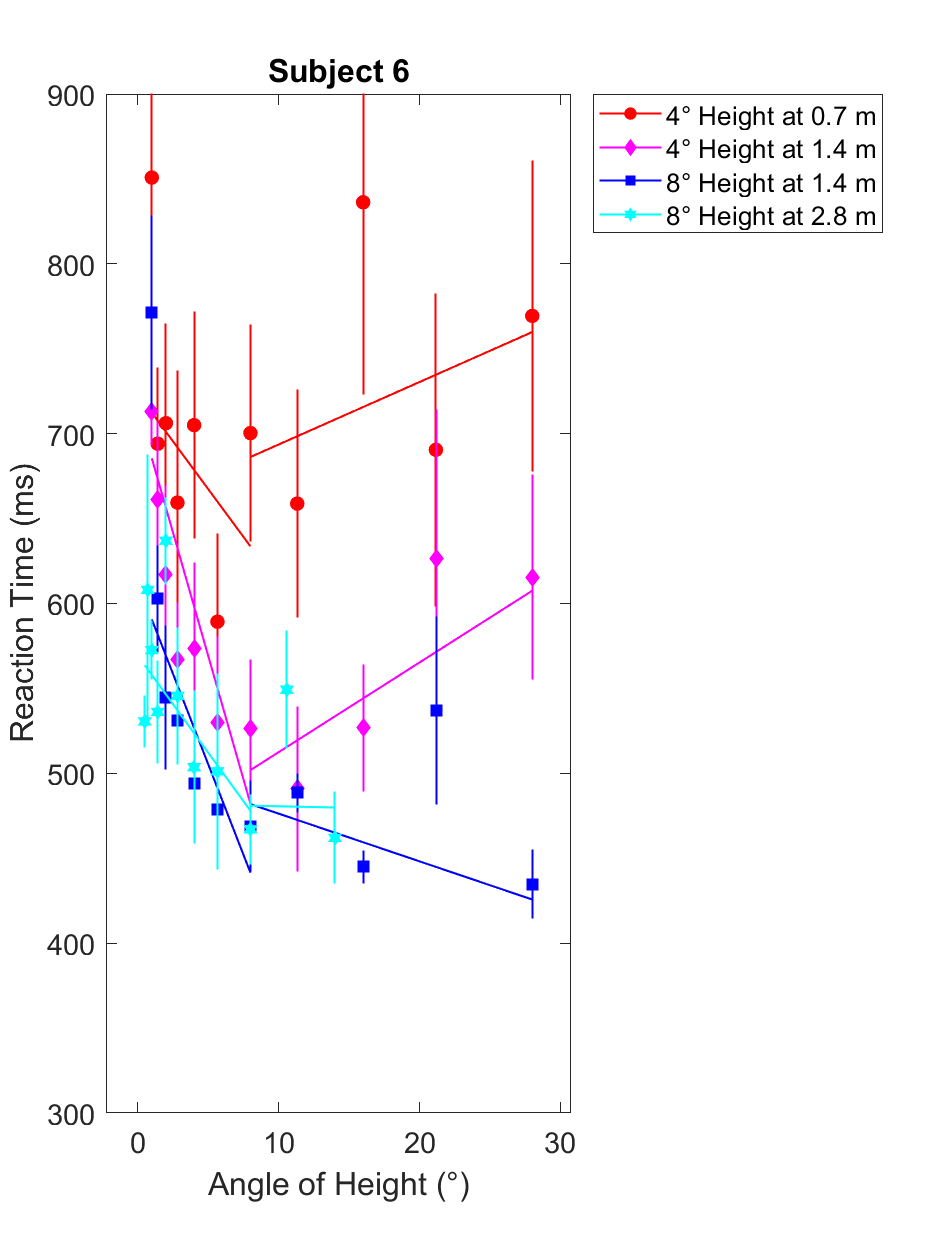 Subject 6
900
800
700
600
500
400
300
Reaction Time (ms)
0 10 20 30
Angle of Height (°)
4° Height at 0.7 m
4° Height at 1.4 m
8° Height at 1.4 m
8° Height at 2.8 m